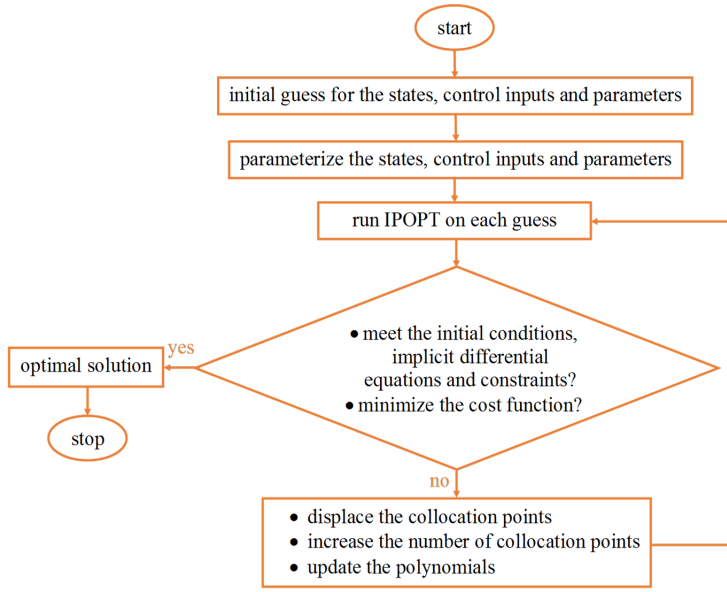 start
initial guess for the states, control inputs and parameters
parameterize the states, control inputs and parameters
run IPOPT on each guess
• meet the initial conditions,
implicit differential
equations and constraints?
• minimize the cost function?
yes
optimal solution
stop
no
• displace the collocation points
• increase the number of collocation points
• update the polynomials